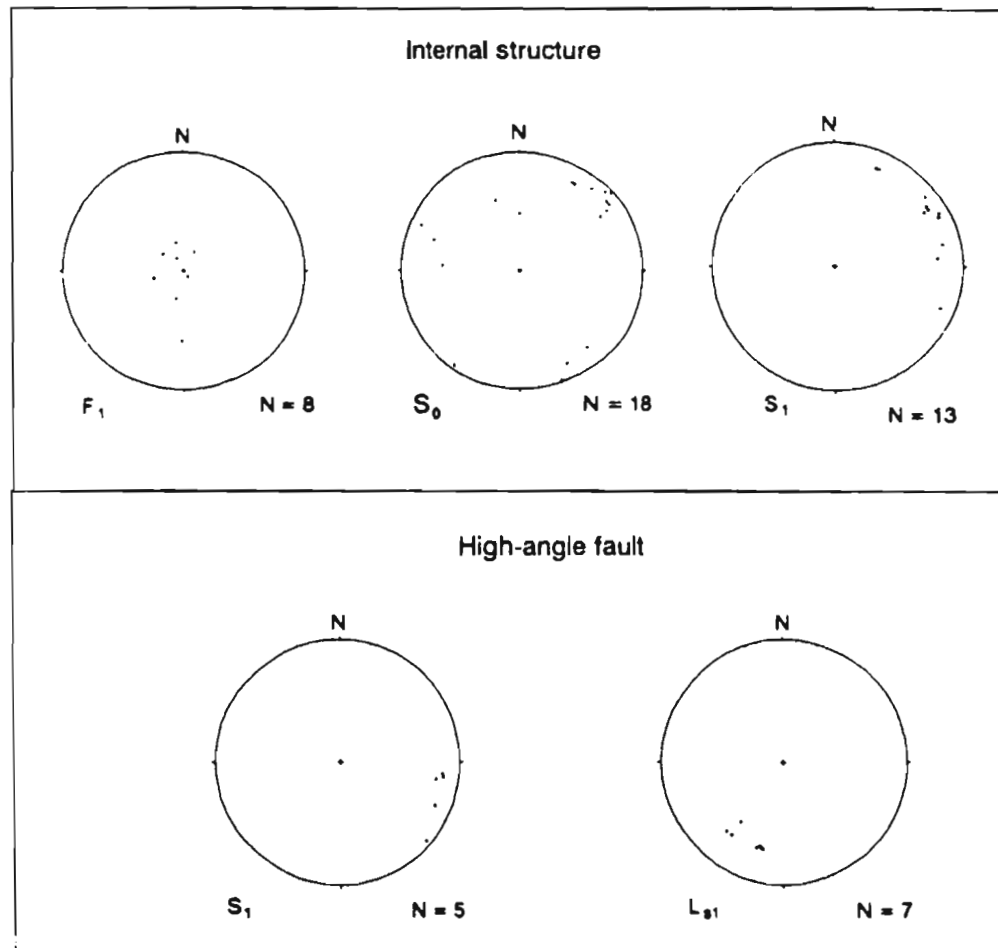 Internal structure
N N N
F₁ N = 8 S₀ N = 18 S₁ N = 13
High-angle fault
N N
S₁ N = 5 Lₛ₁ N = 7